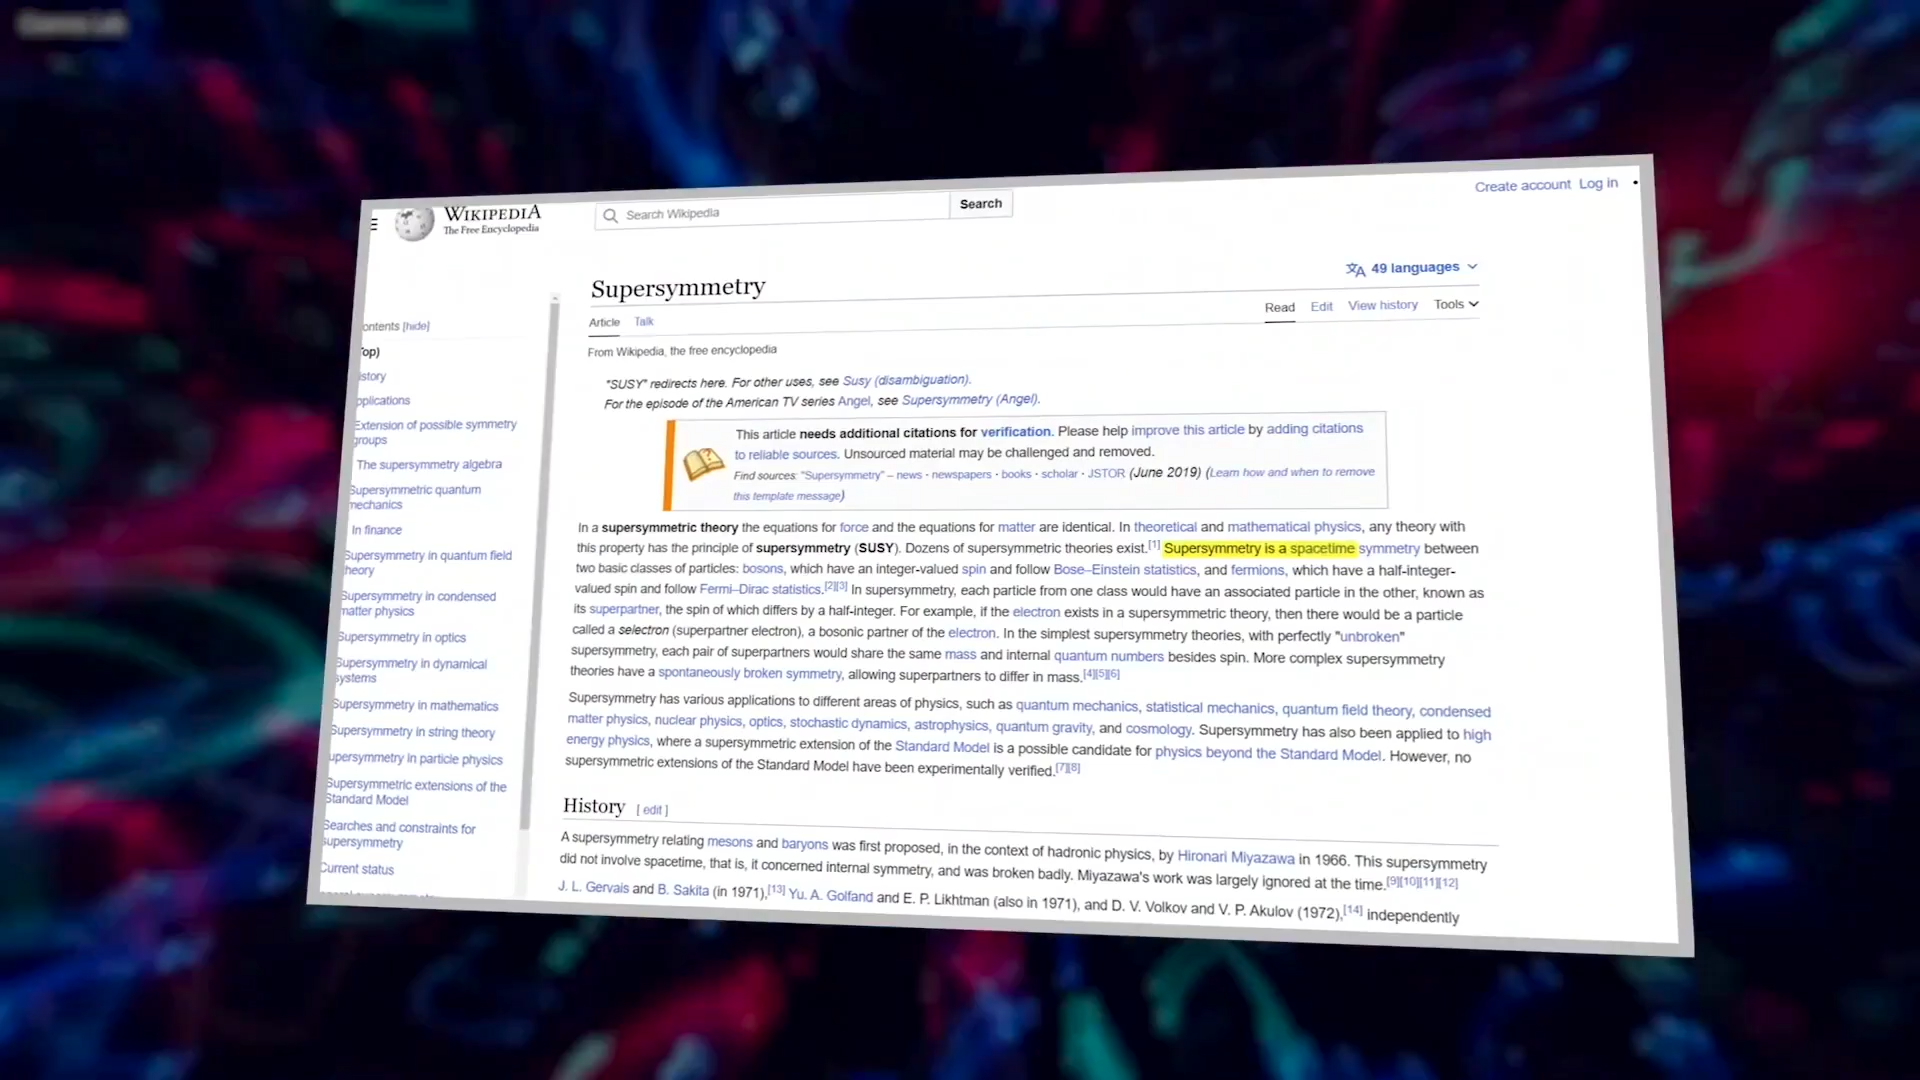 WIKIPEDIA
The Free Encyclopedia
Search Wikipedia
Search
Create account Log in
Supersymmetry
49 languages
Article Talk
Read Edit View history Tools
From Wikipedia, the free encyclopedia
ontents [hide]
Top)
istory
pplications
Extension of possible symmetry
groups
The supersymmetry algebra
Supersymmetric quantum
mechanics
In finance
Supersymmetry in quantum field
theory
Supersymmetry in condensed
matter physics
Supersymmetry in optics
Supersymmetry in dynamical
systems
Supersymmetry in mathematics
Supersymmetry in string theory
upersymmetry in particle physics
Supersymmetric extensions of the
Standard Model
Searches and constraints for
supersymmetry
Current status
"SUSY" redirects here. For other uses, see Susy (disambiguation).
For the episode of the American TV series Angel, see Supersymmetry (Angel).
This article needs additional citations for verification. Please help improve this article by adding citations
to reliable sources. Unsourced material may be challenged and removed.
Find sources: "Supersymmetry" – news · newspapers · books · scholar · JSTOR (June 2019) (Learn how and when to remove
this template message)
In a supersymmetric theory the equations for force and the equations for matter are identical. In theoretical and mathematical physics, any theory with
this property has the principle of supersymmetry (SUSY). Dozens of supersymmetric theories exist.[1] Supersymmetry is a spacetime symmetry between
two basic classes of particles: bosons, which have an integer-valued spin and follow Bose–Einstein statistics, and fermions, which have a half-integer-
valued spin and follow Fermi–Dirac statistics.[2][3] In supersymmetry, each particle from one class would have an associated particle in the other, known as
its superpartner, the spin of which differs by a half-integer. For example, if the electron exists in a supersymmetric theory, then there would be a particle
called a selectron (superpartner electron), a bosonic partner of the electron. In the simplest supersymmetry theories, with perfectly "unbroken"
supersymmetry, each pair of superpartners would share the same mass and internal quantum numbers besides spin. More complex supersymmetry
theories have a spontaneously broken symmetry, allowing superpartners to differ in mass.[4][5][6]
Supersymmetry has various applications to different areas of physics, such as quantum mechanics, statistical mechanics, quantum field theory, condensed
matter physics, nuclear physics, optics, stochastic dynamics, astrophysics, quantum gravity, and cosmology. Supersymmetry has also been applied to high
energy physics, where a supersymmetric extension of the Standard Model is a possible candidate for physics beyond the Standard Model. However, no
supersymmetric extensions of the Standard Model have been experimentally verified.[7][8]
History [ edit ]
A supersymmetry relating mesons and baryons was first proposed, in the context of hadronic physics, by Hironari Miyazawa in 1966. This supersymmetry
did not involve spacetime, that is, it concerned internal symmetry, and was broken badly. Miyazawa's work was largely ignored at the time.[9][10][11][12]
J. L. Gervais and B. Sakita (in 1971),[13] Yu. A. Golfand and E. P. Likhtman (also in 1971), and D. V. Volkov and V. P. Akulov (1972),[14] independently